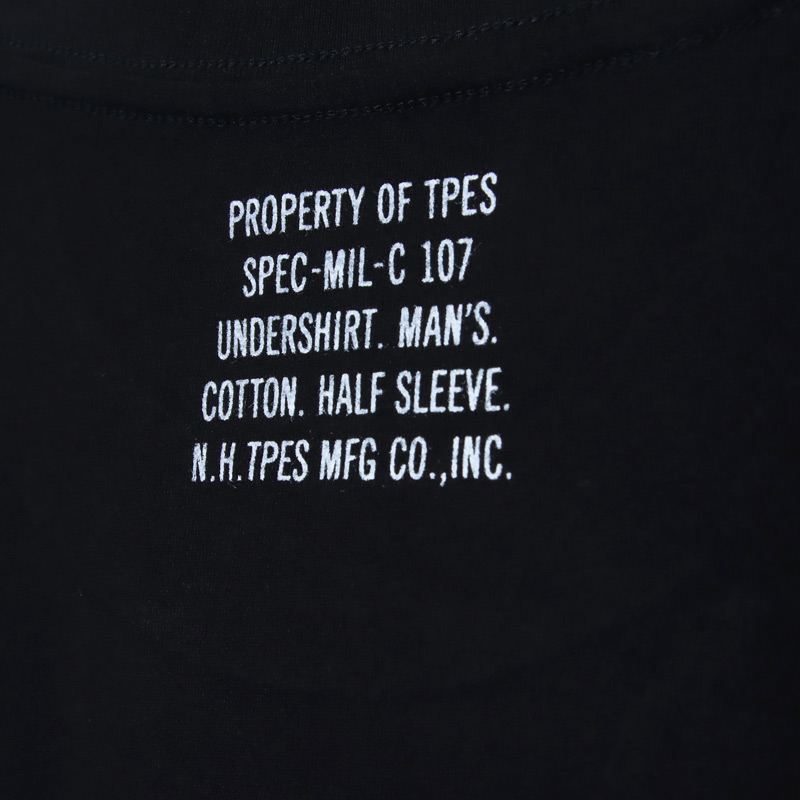 PROPERTY OF TPES
SPEC-MIL-C 107
UNDERSHIRT. MAN'S.
COTTON. HALF SLEEVE.
N.H.TPES MFG CO.,INC.